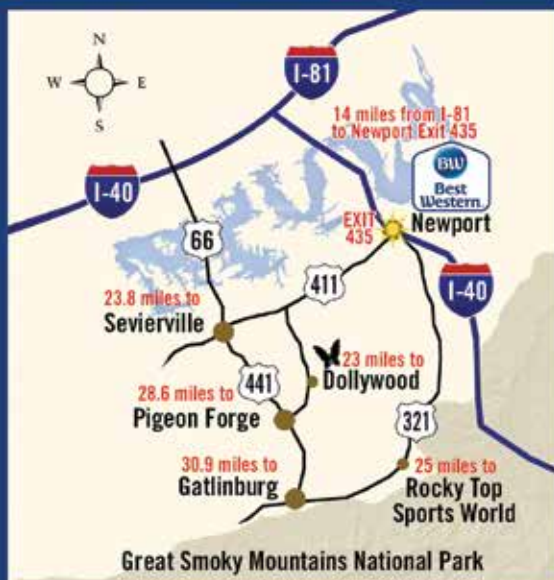 N
W E
S
I-81
14 miles from I-81
to Newport Exit 435
I-40
BW
Best
Western.
66
EXIT
435
Newport
411
I-40
23.8 miles to
Sevierville
23 miles to
Dollywood
441
28.6 miles to
Pigeon Forge
321
30.9 miles to
Gatlinburg
25 miles to
Rocky Top
Sports World
Great Smoky Mountains National Park